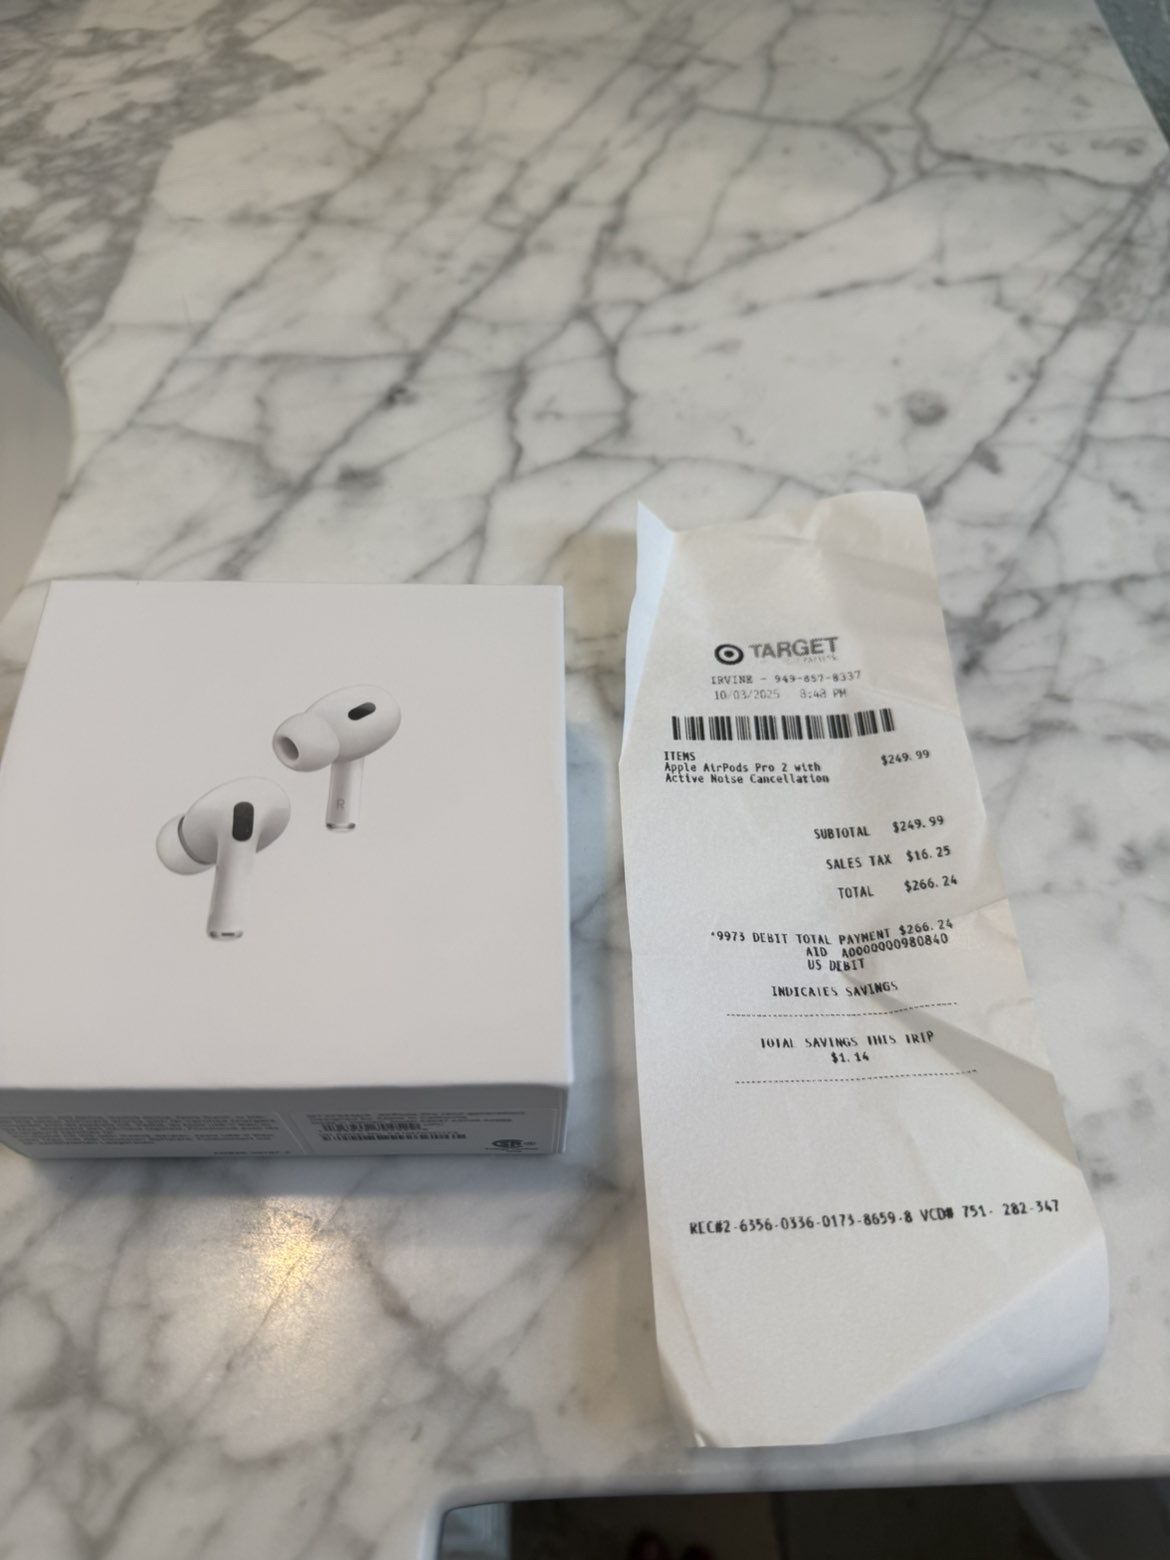 R
TARGET
IRVINE - 949-857-8337
10/03/2025 8:48 PM
ITEMS
Apple AirPods Pro 2 with $249.99
Active Noise Cancellation
SUBTOTAL $249.99
SALES TAX $16.25
TOTAL $266.24
*9973 DEBIT TOTAL PAYMENT $266.24
AID A0000000980840
US DEBIT
INDICATES SAVINGS
TOTAL SAVINGS THIS TRIP
$1.14
REC#2-6356-0336-0173-8659-8 VCD# 751- 282-347